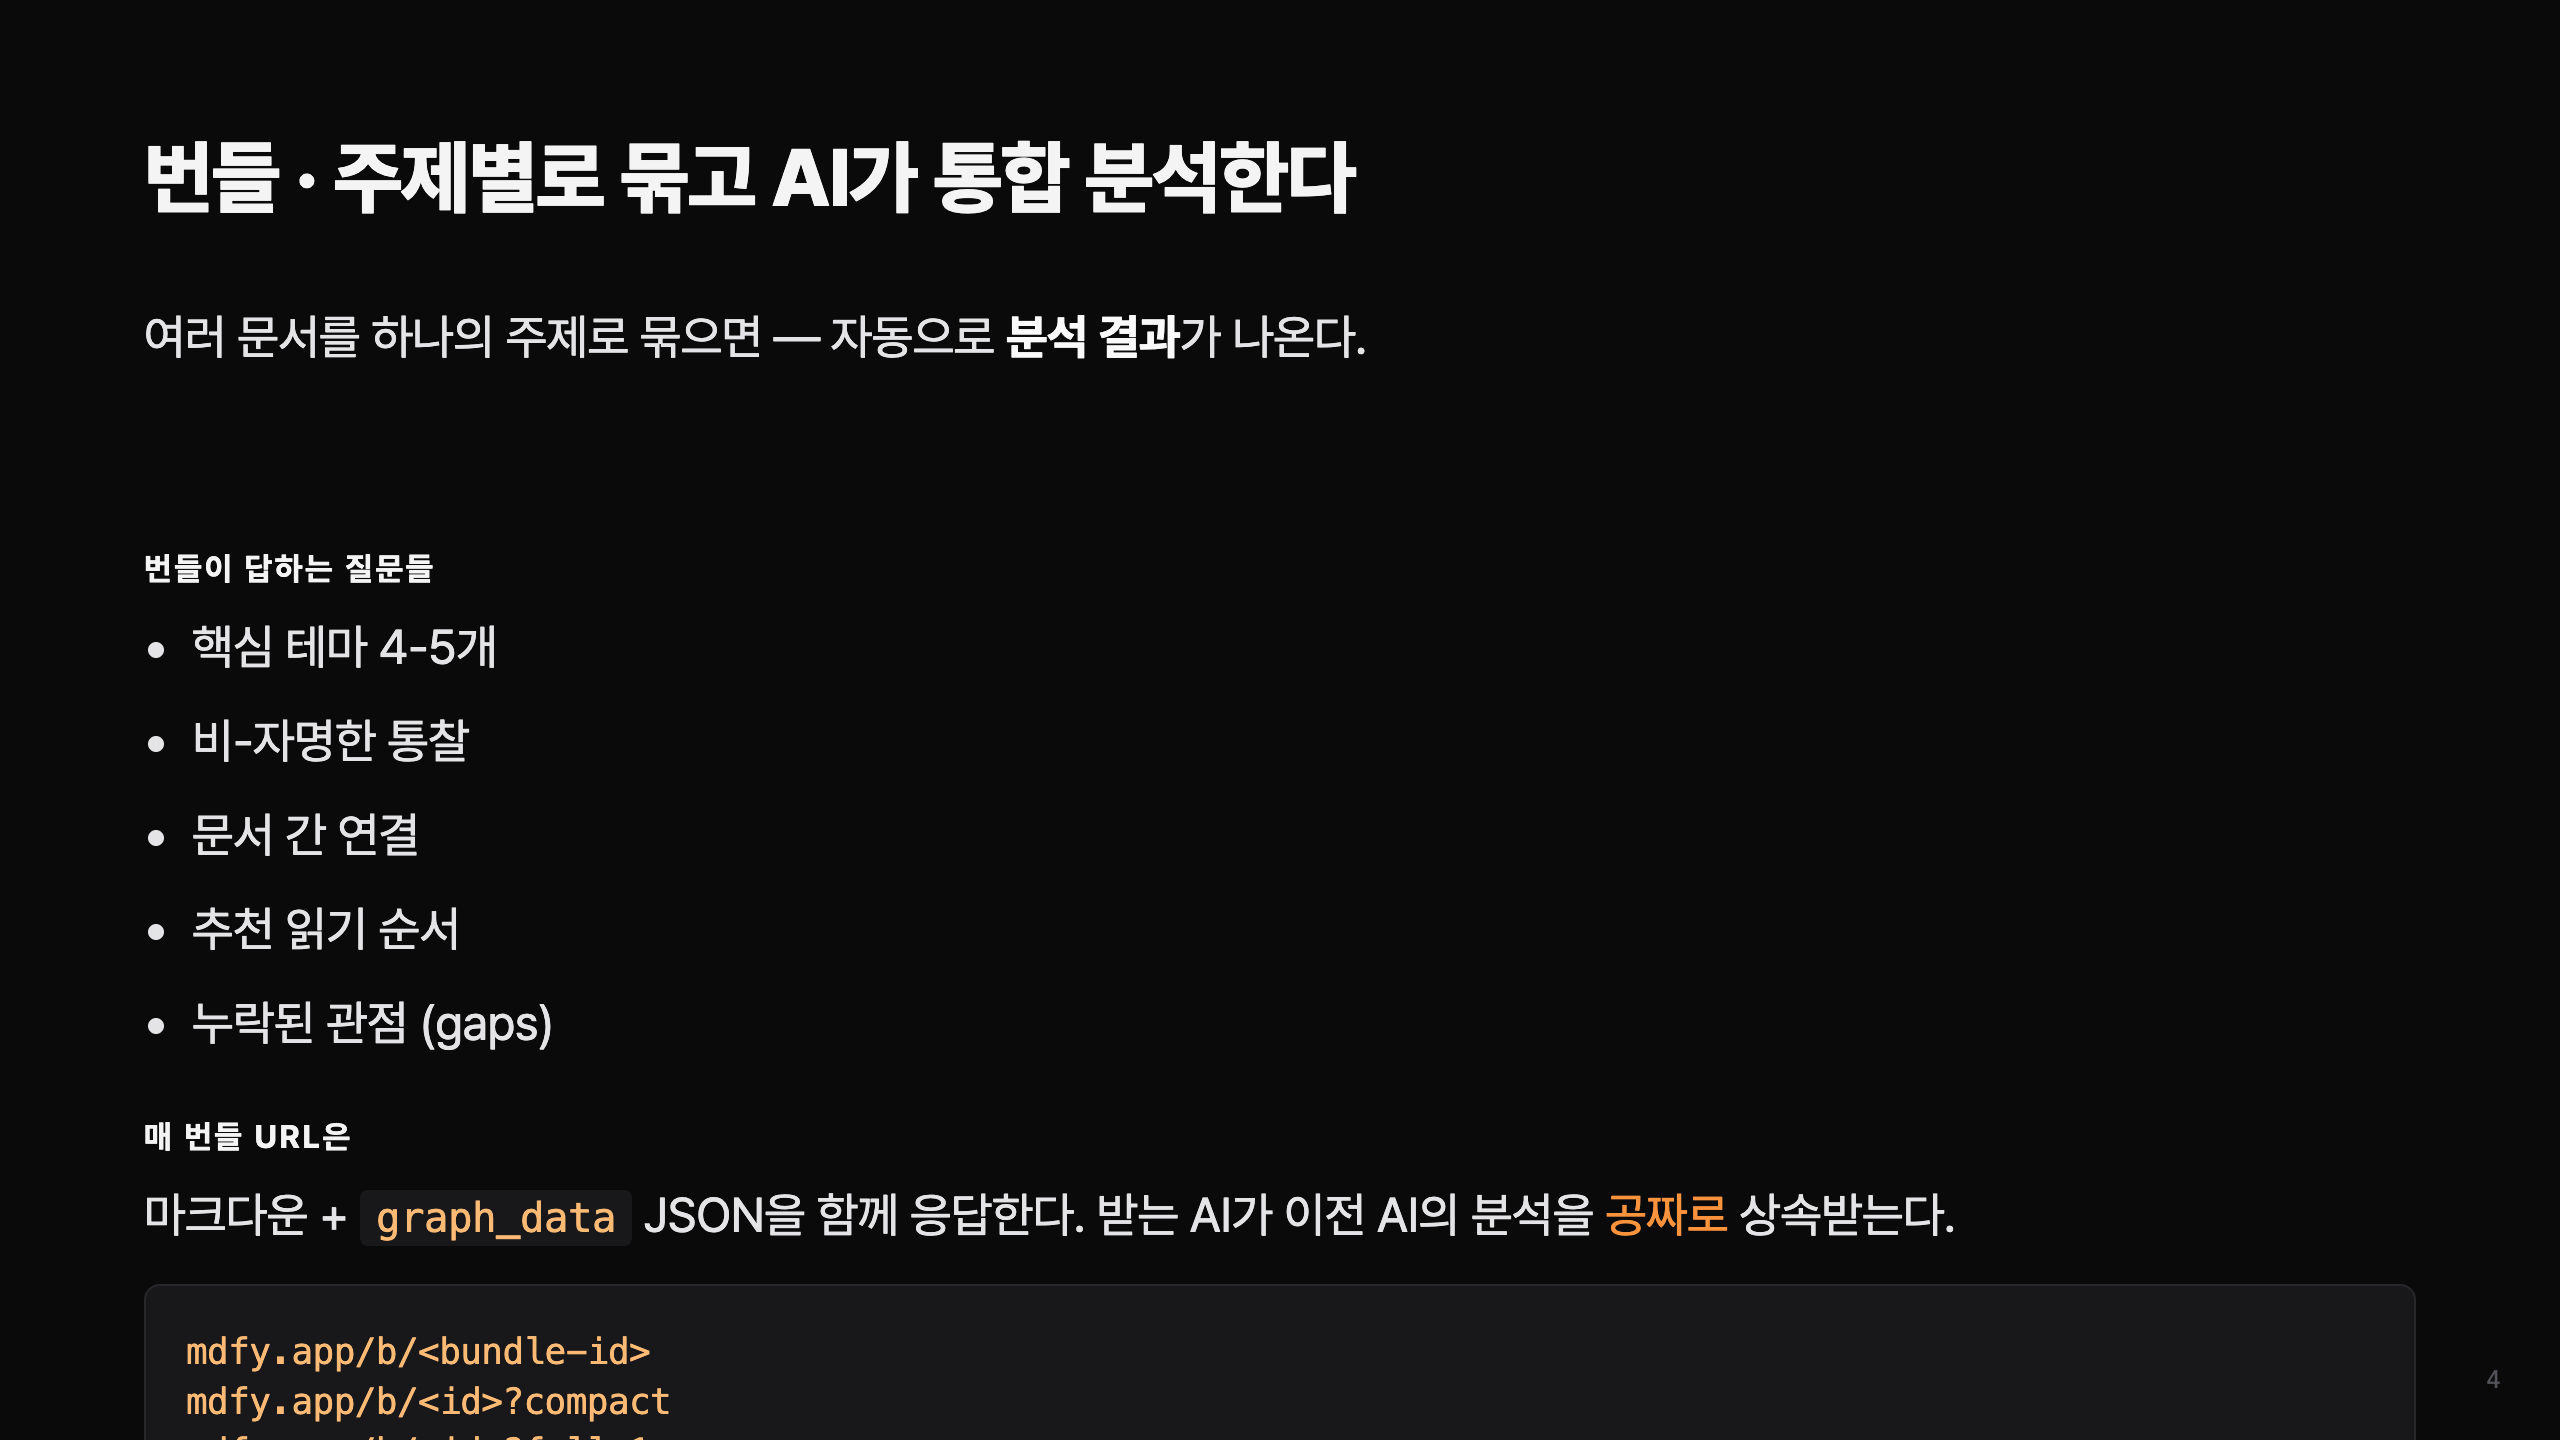 번들 · 주제별로 묶고 AI가 통합 분석한다
여러 문서를 하나의 주제로 묶으면 — 자동으로 분석 결과가 나온다.
번들이 답하는 질문들
• 핵심 테마 4-5개
• 비-자명한 통찰
• 문서 간 연결
• 추천 읽기 순서
• 누락된 관점 (gaps)
매 번들 URL은
마크다운 + graph_data JSON을 함께 응답한다. 받는 AI가 이전 AI의 분석을 공짜로 상속받는다.
mdfy.app/b/<bundle-id>
mdfy.app/b/<id>?compact
4